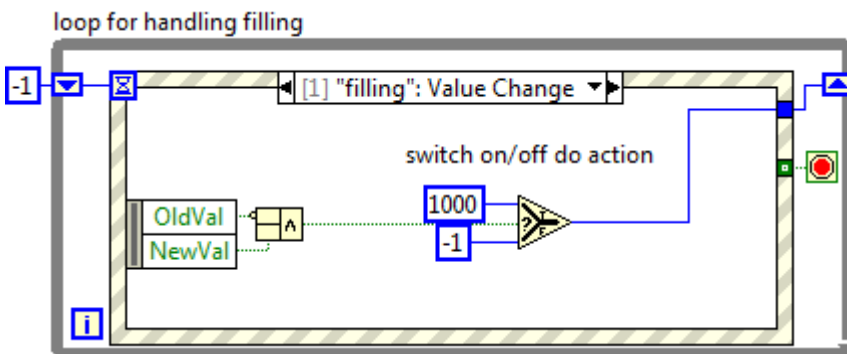 loop for handling filling
-1
[1] "filling": Value Change
switch on/off do action
OldVal
NewVal
1000
-1
? T F
i